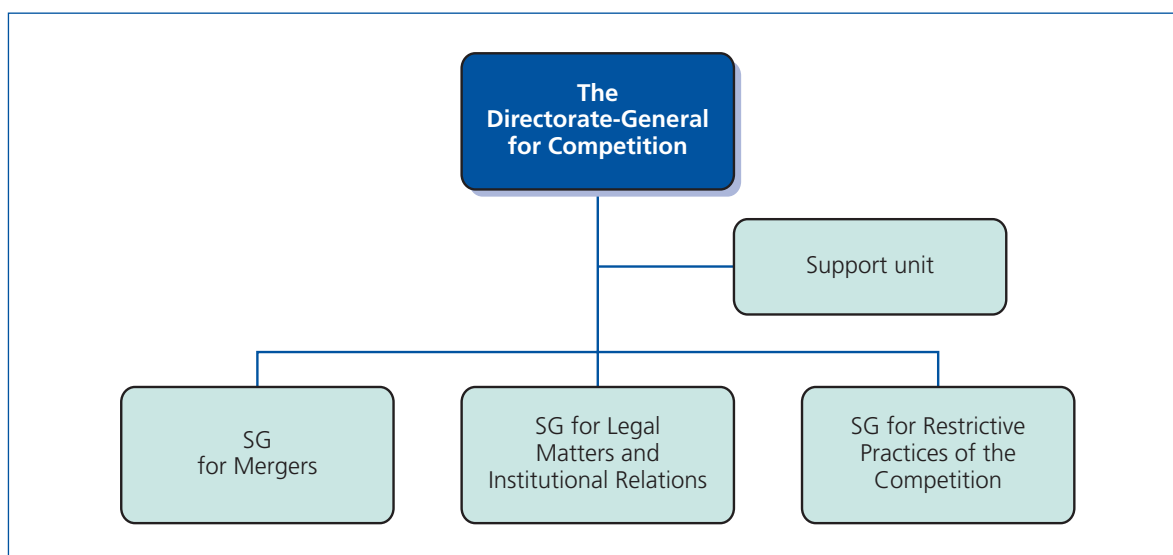 The
Directorate-General
for Competition
Support unit
SG
for Mergers
SG for Legal
Matters and
Institutional Relations
SG for Restrictive
Practices of the
Competition